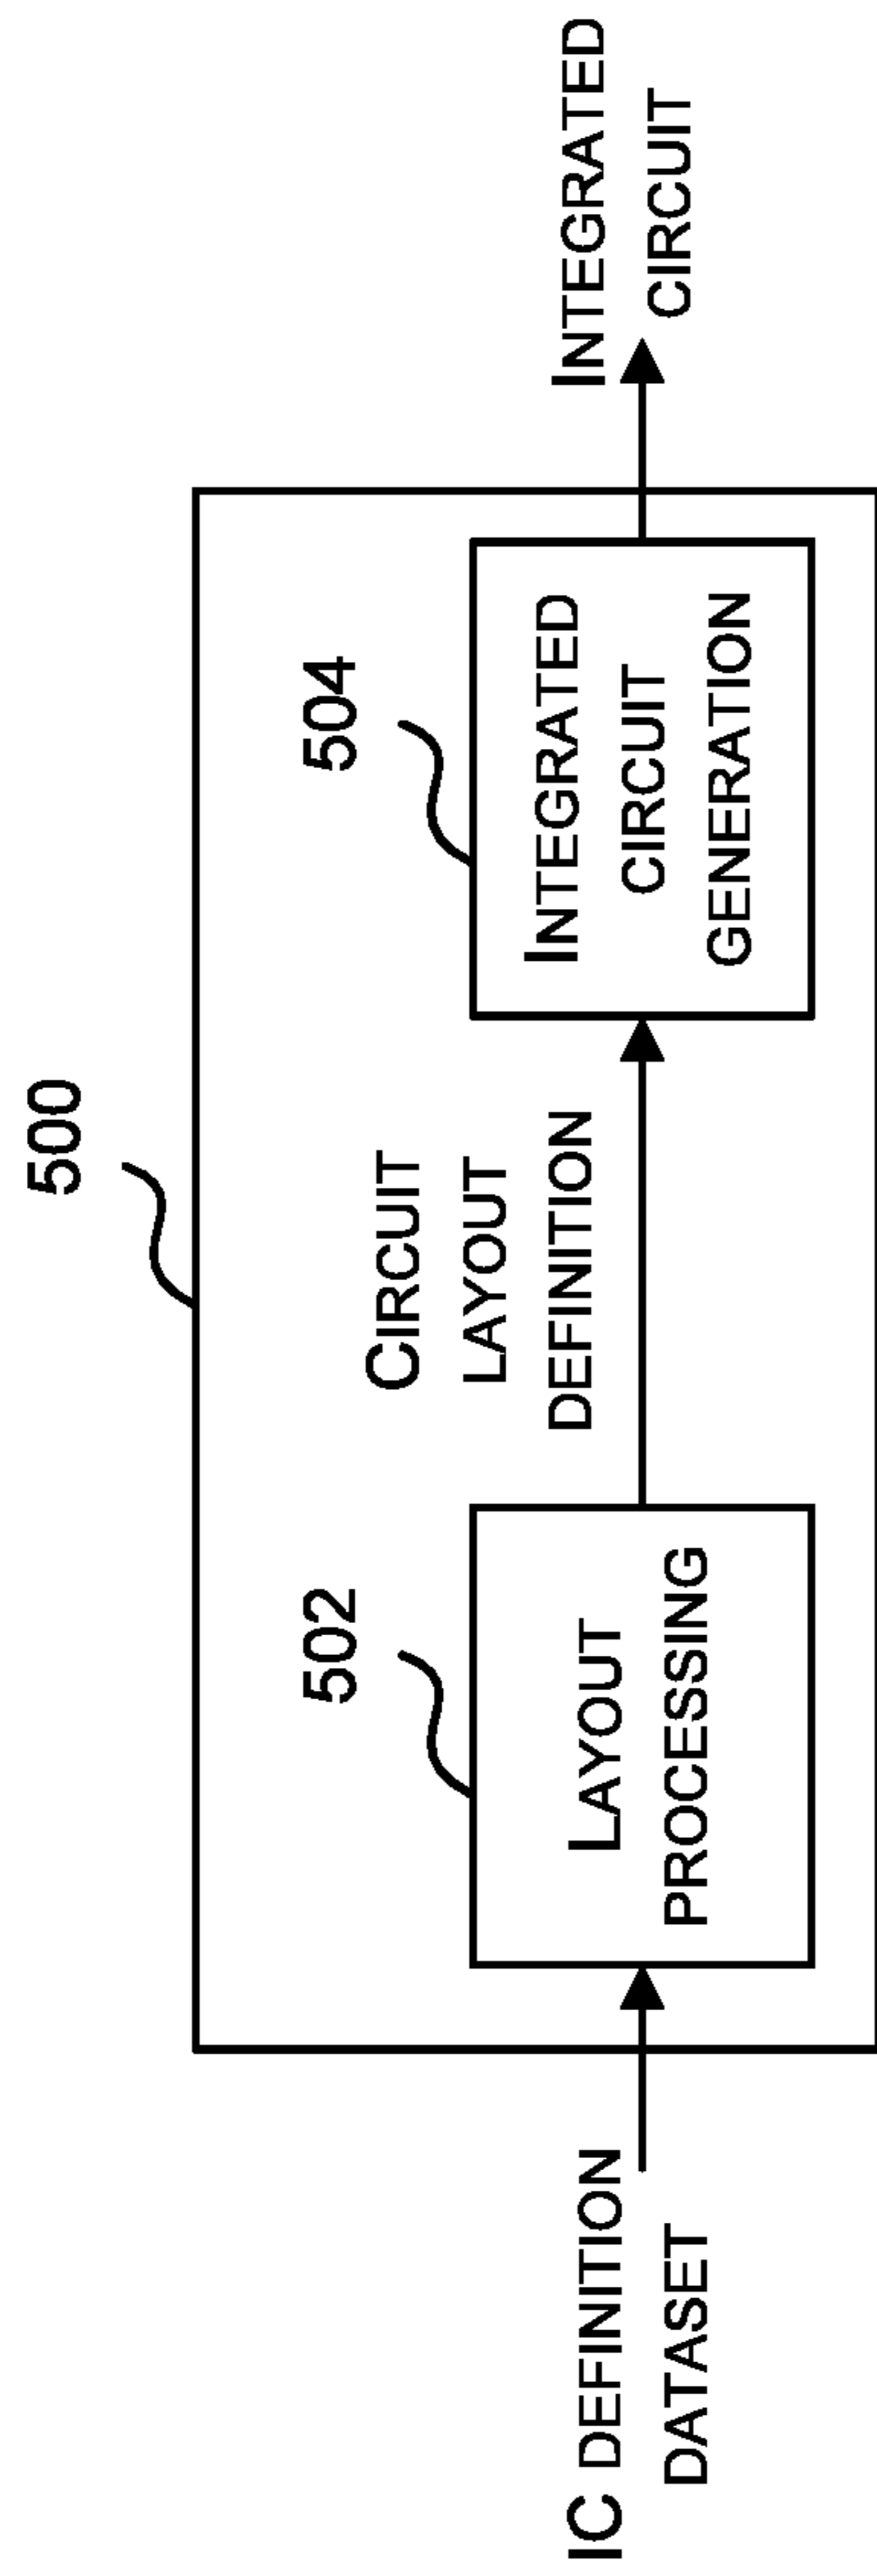 500
502
504
IC DEFINITION
DATASET
LAYOUT
PROCESSING
CIRCUIT
LAYOUT
DEFINITION
INTEGRATED
CIRCUIT
GENERATION
INTEGRATED
CIRCUIT